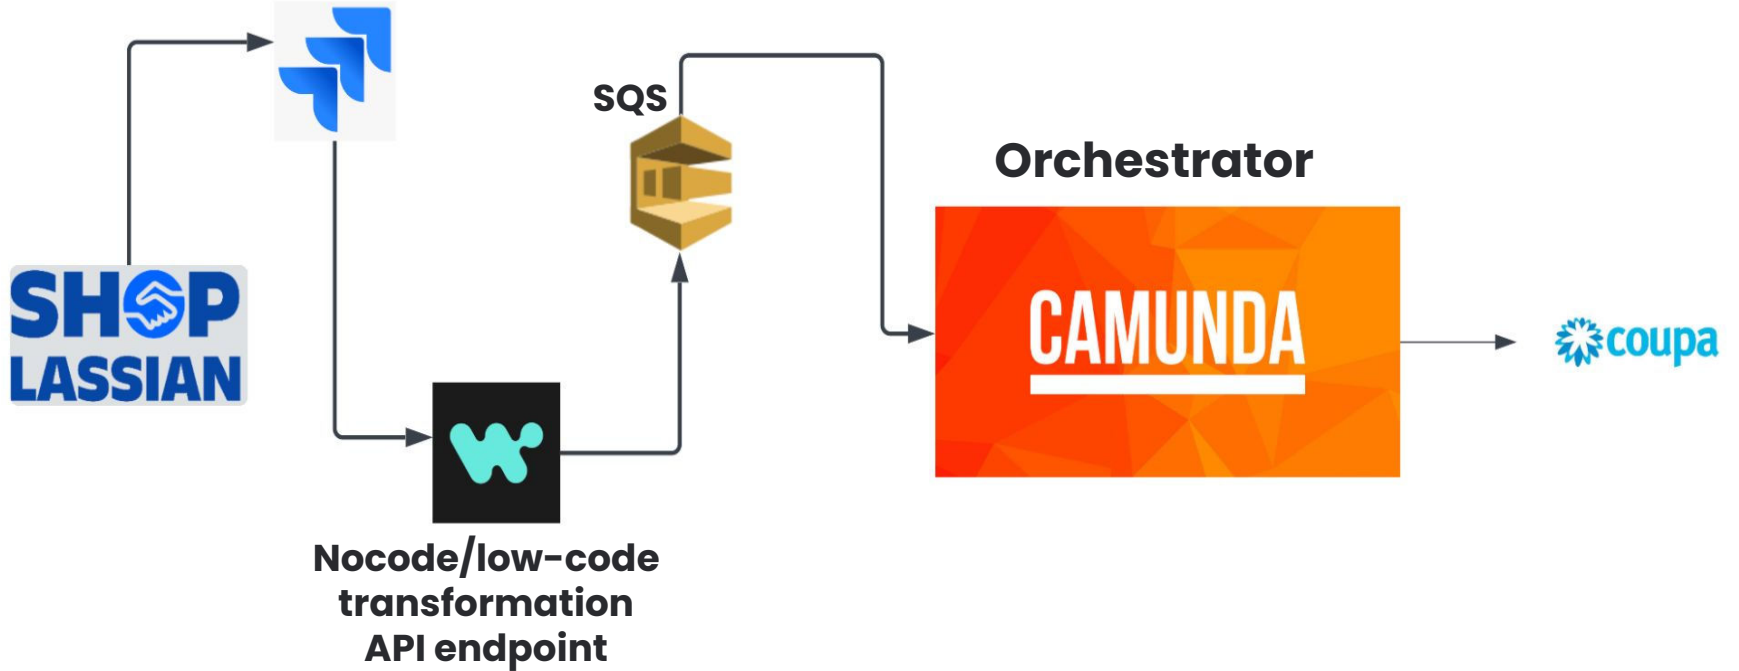 SHOP
LASSIAN
SQS
Nocode/low-code
transformation
API endpoint
Orchestrator
CAMUNDA
coupa